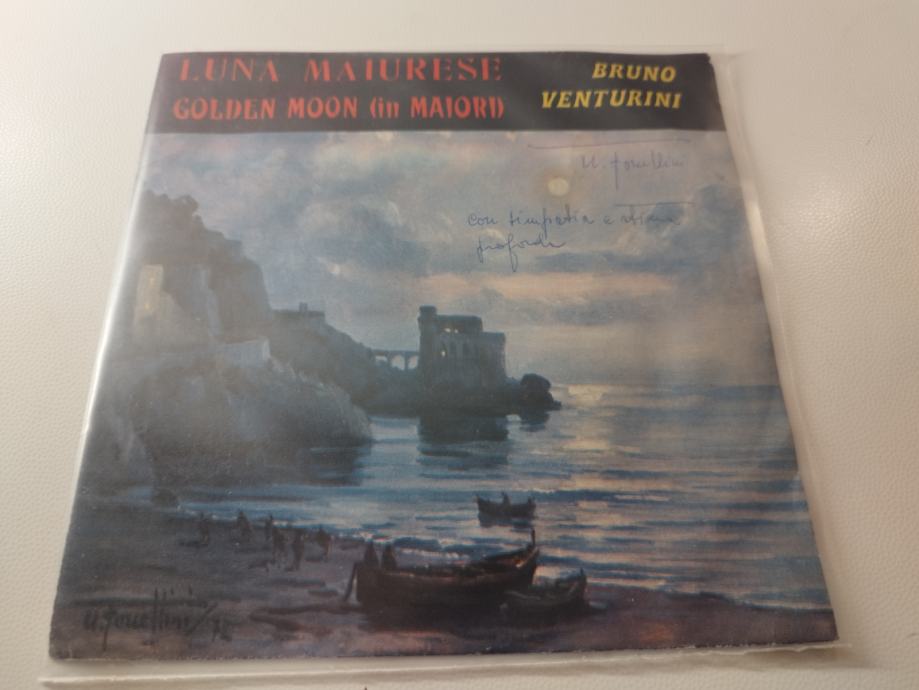 LUNA MAIURESE
GOLDEN MOON (in MAIORI)
BRUNO
VENTURINI
con simpatia e stima
profonda